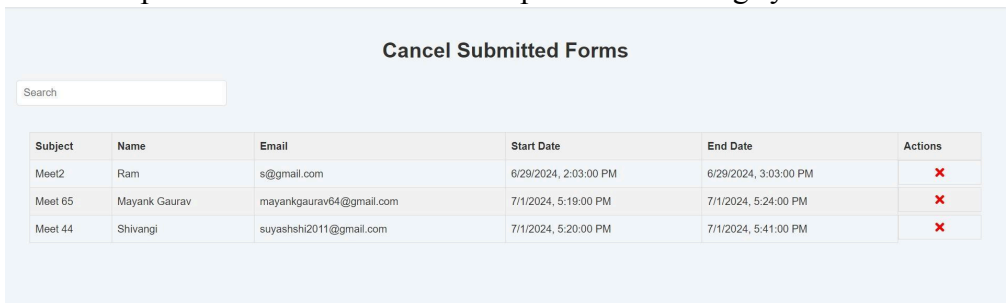 Cancel Submitted Forms
Search
Subject Name Email Start Date End Date Actions
Meet2 Ram s@gmail.com 6/29/2024, 2:03:00 PM 6/29/2024, 3:03:00 PM
Meet 65 Mayank Gaurav mayankgaurav64@gmail.com 7/1/2024, 5:19:00 PM 7/1/2024, 5:24:00 PM
Meet 44 Shivangi suyashshi2011@gmail.com 7/1/2024, 5:20:00 PM 7/1/2024, 5:41:00 PM